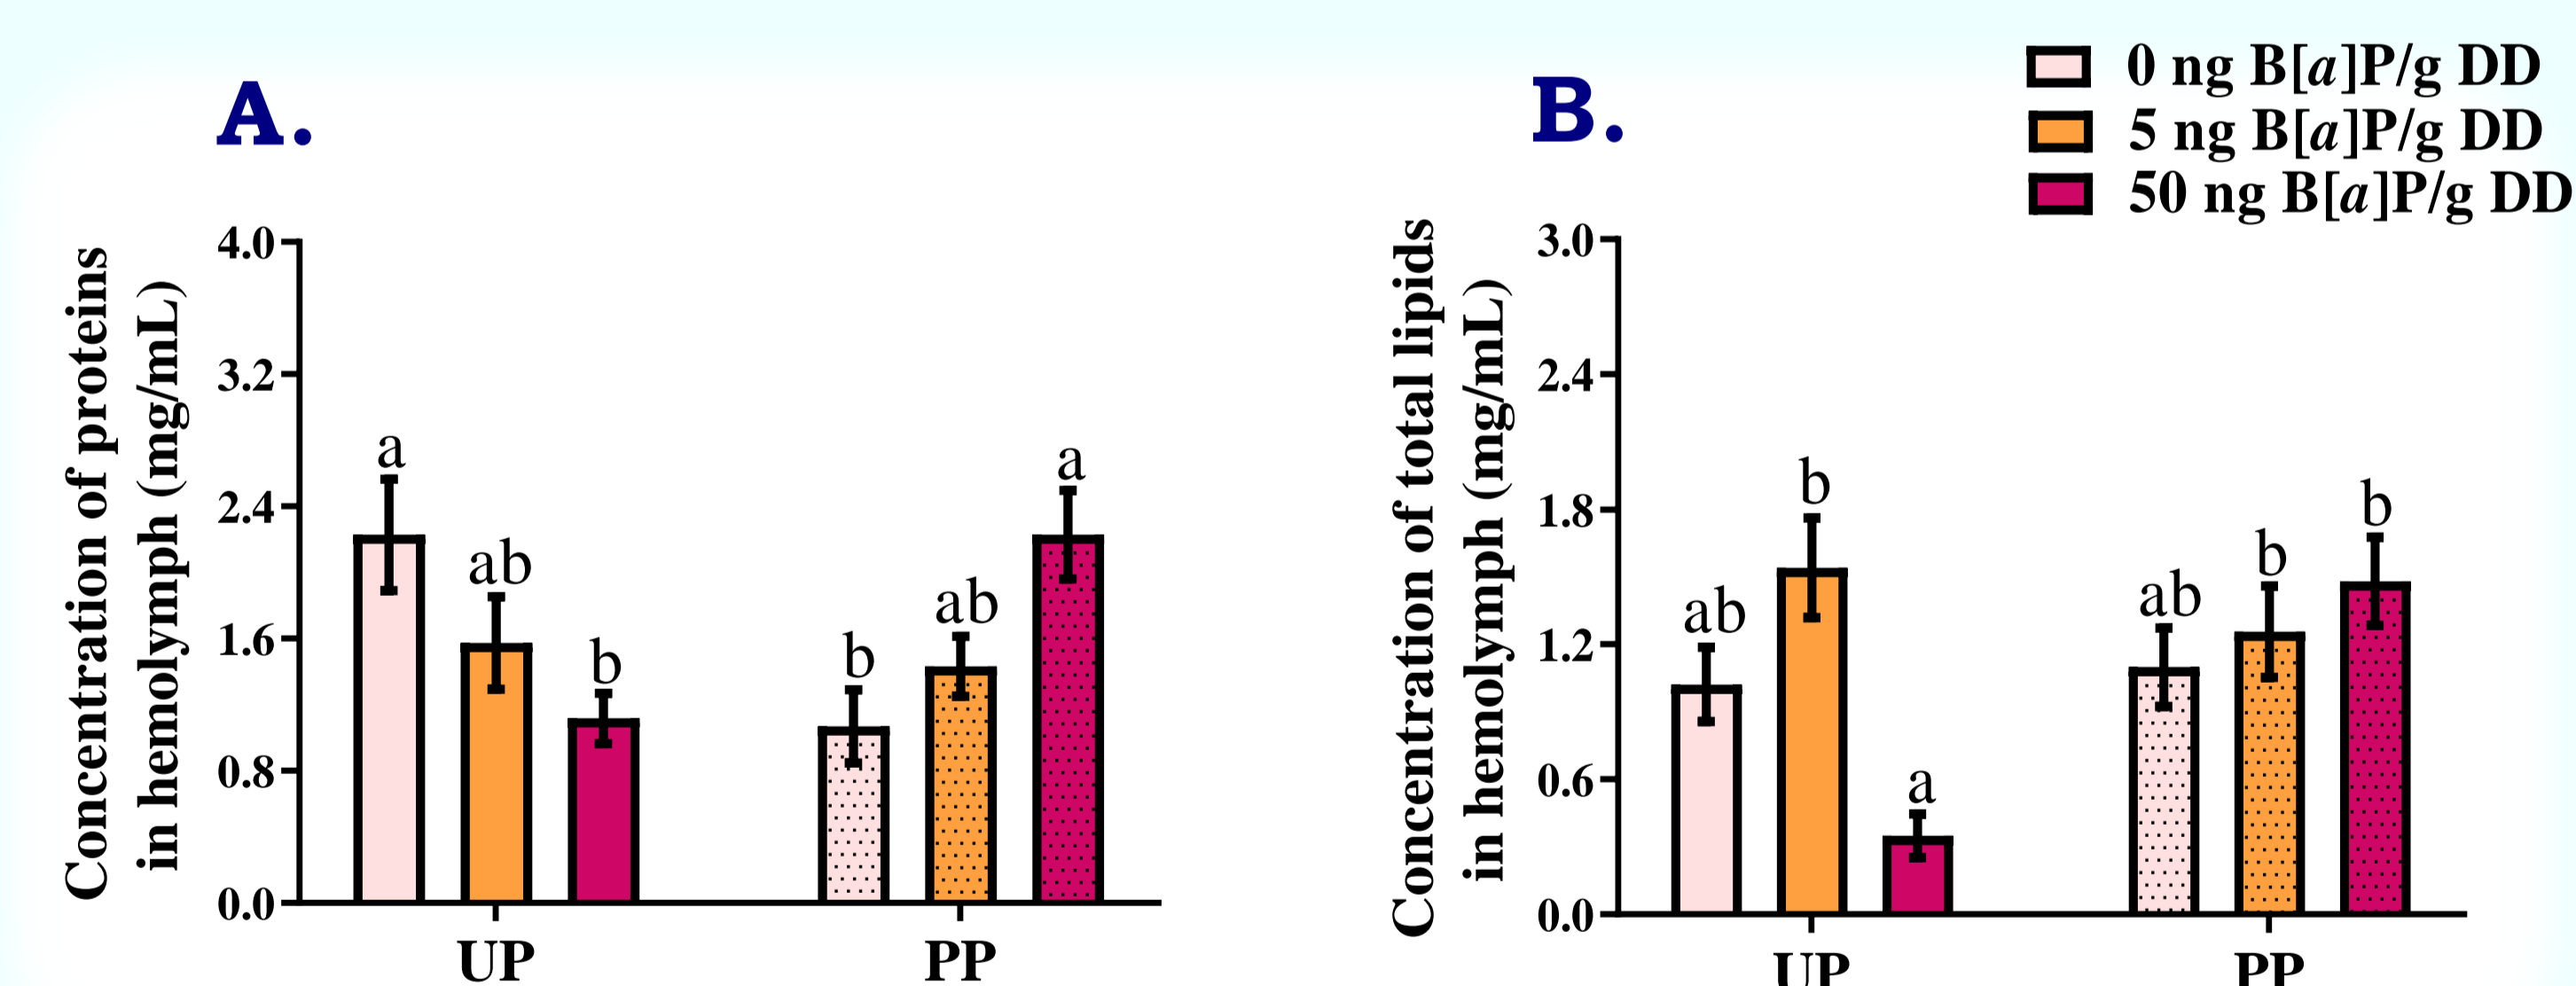 A.
B.
0 ng B[a]P/g DD
5 ng B[a]P/g DD
50 ng B[a]P/g DD
Concentration of proteins
in hemolymph (mg/mL)
4.0
3.2
2.4
1.6
0.8
0.0
a
ab
b
b
ab
a
UP
PP
Concentration of total lipids
in hemolymph (mg/mL)
3.0
2.4
1.8
1.2
0.6
0.0
ab
b
a
ab
b
b
UP
PP